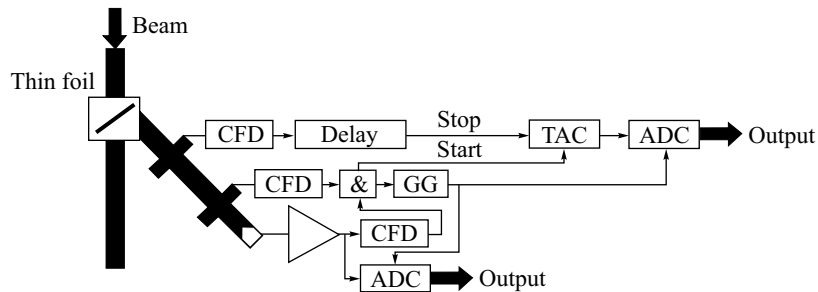 Beam
Thin foil
CFD
Delay
Stop
TAC
ADC
Output
Start
CFD
&
GG
CFD
ADC
Output